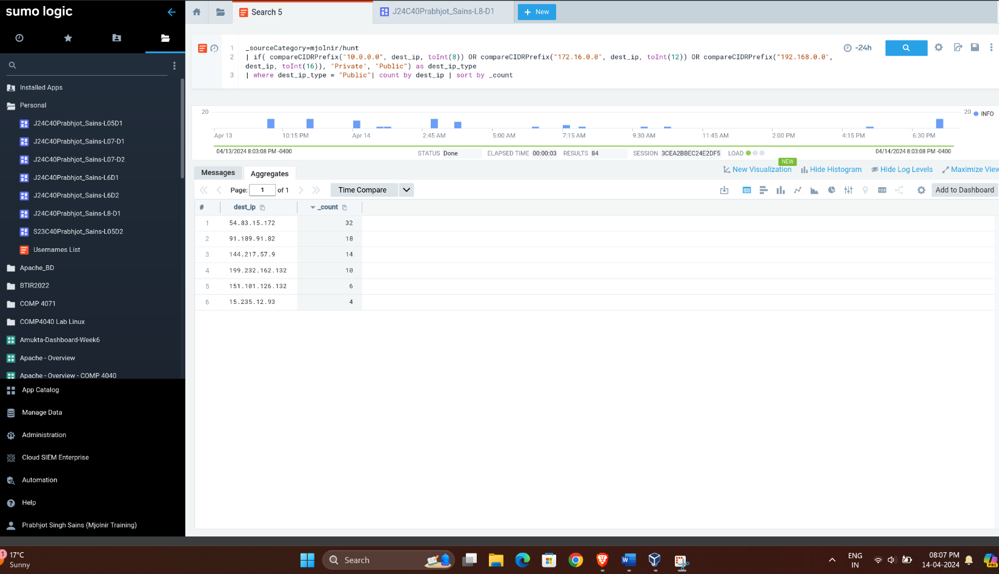 sumo logic
Search 5
J24C40Prabhjot_Sains-L8-D1
+ New
Installed Apps
Personal
J24C40Prabhjot_Sains-L05D1
J24C40Prabhjot_Sains-L07-D1
J24C40Prabhjot_Sains-L07-D2
J24C40Prabhjot_Sains-L6D1
J24C40Prabhjot_Sains-L6D2
J24C40Prabhjot_Sains-L8-D1
S23C40Prabhjot_Sains-L05D2
Usernames List
Apache_BD
BTIR2022
COMP 4071
COMP4040 Lab Linux
Amukta-Dashboard-Week6
Apache - Overview
Apache - Overview - COMP 4040
App Catalog
Manage Data
Administration
Cloud SIEM Enterprise
Automation
Help
Prabhjot Singh Sains (Mjolnir Training)
1 _sourceCategory=mjolnir/hunt
2 | if( compareCIDRPrefix("10.0.0.0", dest_ip, toInt(8)) OR compareCIDRPrefix("172.16.0.0", dest_ip, toInt(12)) OR compareCIDRPrefix("192.168.0.0",
dest_ip, toInt(16)), "Private", "Public") as dest_ip_type
3 | where dest_ip_type = "Public"| count by dest_ip | sort by _count
-24h
20
20 INFO
Apr 13 10:15 PM Apr 14 2:45 AM 5:00 AM 7:15 AM 9:30 AM 11:45 AM 2:00 PM 4:15 PM 6:30 PM
04/13/2024 8:03:08 PM -0400
STATUS Done ELAPSED TIME 00:00:03 RESULTS 84 SESSION 3CEA2BBEC24E2DF5 LOAD
04/14/2024 8:03:08 PM -0400
NEW
Messages Aggregates New Visualization Hide Histogram Hide Log Levels Maximize View
Page: 1 of 1 Time Compare Add to Dashboard
# dest_ip _count
1 54.83.15.172 32
2 91.189.91.82 18
3 144.217.57.9 14
4 199.232.162.132 10
5 151.101.126.132 6
6 15.235.12.93 4
1
17°C
Sunny
Search
ENG
IN
08:07 PM
14-04-2024
PRE